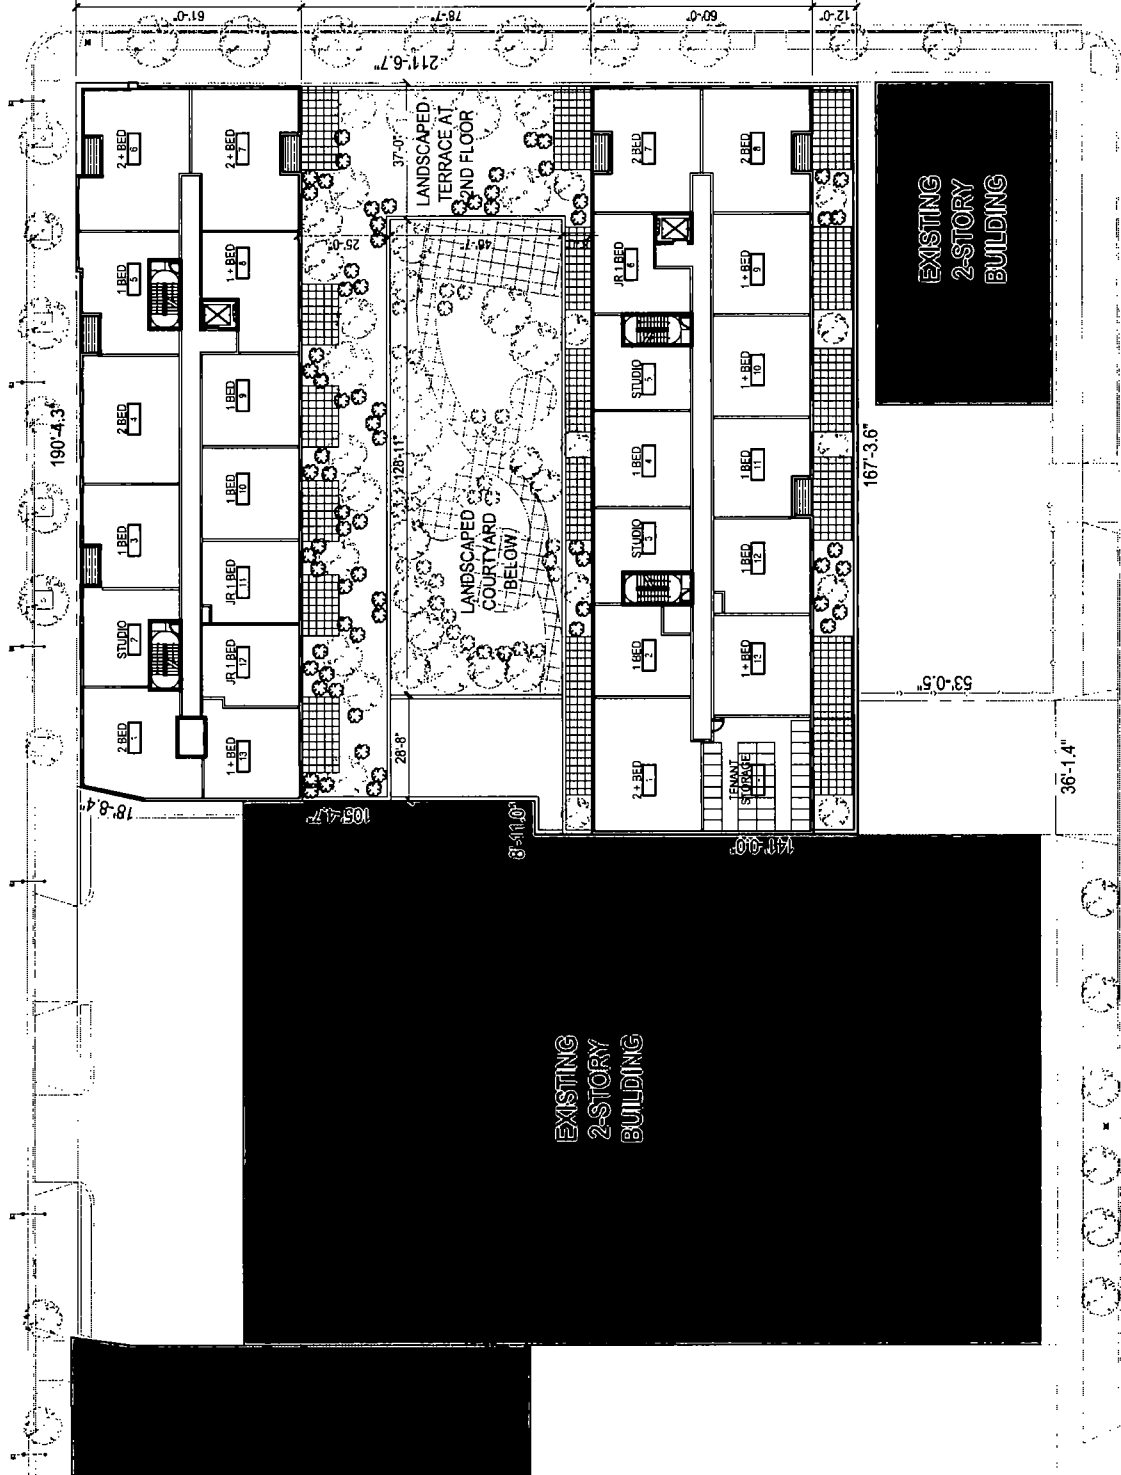 61'-0"
78'-7"
60'-0"
12'-0"
211'-6.7"
2 + BED
6
2 + BED
7
37'-0"
LANDSCAPED
TERRACE AT
2ND FLOOR
2 BED
7
2 BED
8
EXISTING
2-STORY
BUILDING
1 BED
5
1 + BED
8
25'-0"
46'-7"
JR 1 BED
6
1 + BED
9
190'-4.3"
2 BED
4
1 BED
9
STUDIO
5
1 + BED
10
128'-11"
1 BED
3
1 BED
10
LANDSCAPED
COURTYARD
BELOW
1 BED
4
1 BED
11
167'-3.6"
STUDIO
2
JR 1 BED
11
STUDIO
3
1 BED
12
2 BED
1
JR 1 BED
12
1 BED
2
1 + BED
13
53'-0.5"
1 + BED
13
28'-8"
2 + BED
1
TENANT
STORAGE
36'-1.4"
18'-8.4"
105'-4.7"
8'-11.0"
141'-0.0"
EXISTING
2-STORY
BUILDING